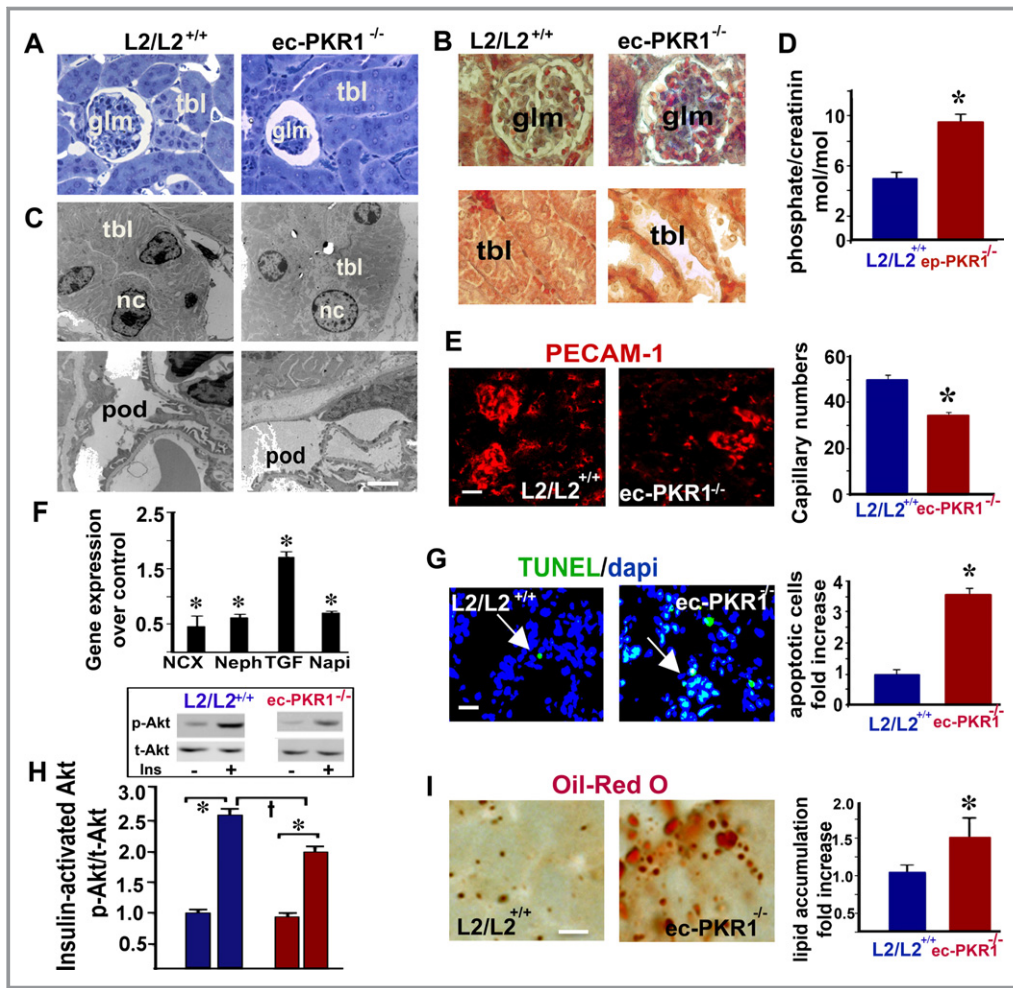 A
L2/L2+/+
ec-PKR1-/-
glm
tbl
glm
tbl
B
L2/L2+/+
ec-PKR1-/-
glm
glm
tbl
tbl
C
tbl
nc
tbl
nc
pod
pod
D
phosphate/creatinin
mol/mol
10
6
2
0
*
L2/L2+/+
ep-PKR1-/-
E
PECAM-1
L2/L2+/+
ec-PKR1-/-
Capillary numbers
60
40
20
0
*
L2/L2+/+
ec-PKR1-/-
F
Gene expression
over control
2.5
1.5
0.5
* * * *
NCX Neph TGF Napi
G
TUNEL/dapi
L2/L2+/+
ec-PKR1-/-
apoptotic cells
fold increase
4
3
2
1
0
*
L2/L2+/+
ec-PKR1-/-
H
L2/L2+/+
ec-PKR1-/-
p-Akt
t-Akt
Ins - + - +
Insulin-activated Akt
p-Akt/t-Akt
3.0
2.5
2.0
1.5
1.0
0.5
* † *
I
Oil-Red O
L2/L2+/+
ec-PKR1-/-
lipid accumulation
fold increase
2.0
1.5
1.0
0.5
*
L2/L2+/+
ec-PKR1-/-